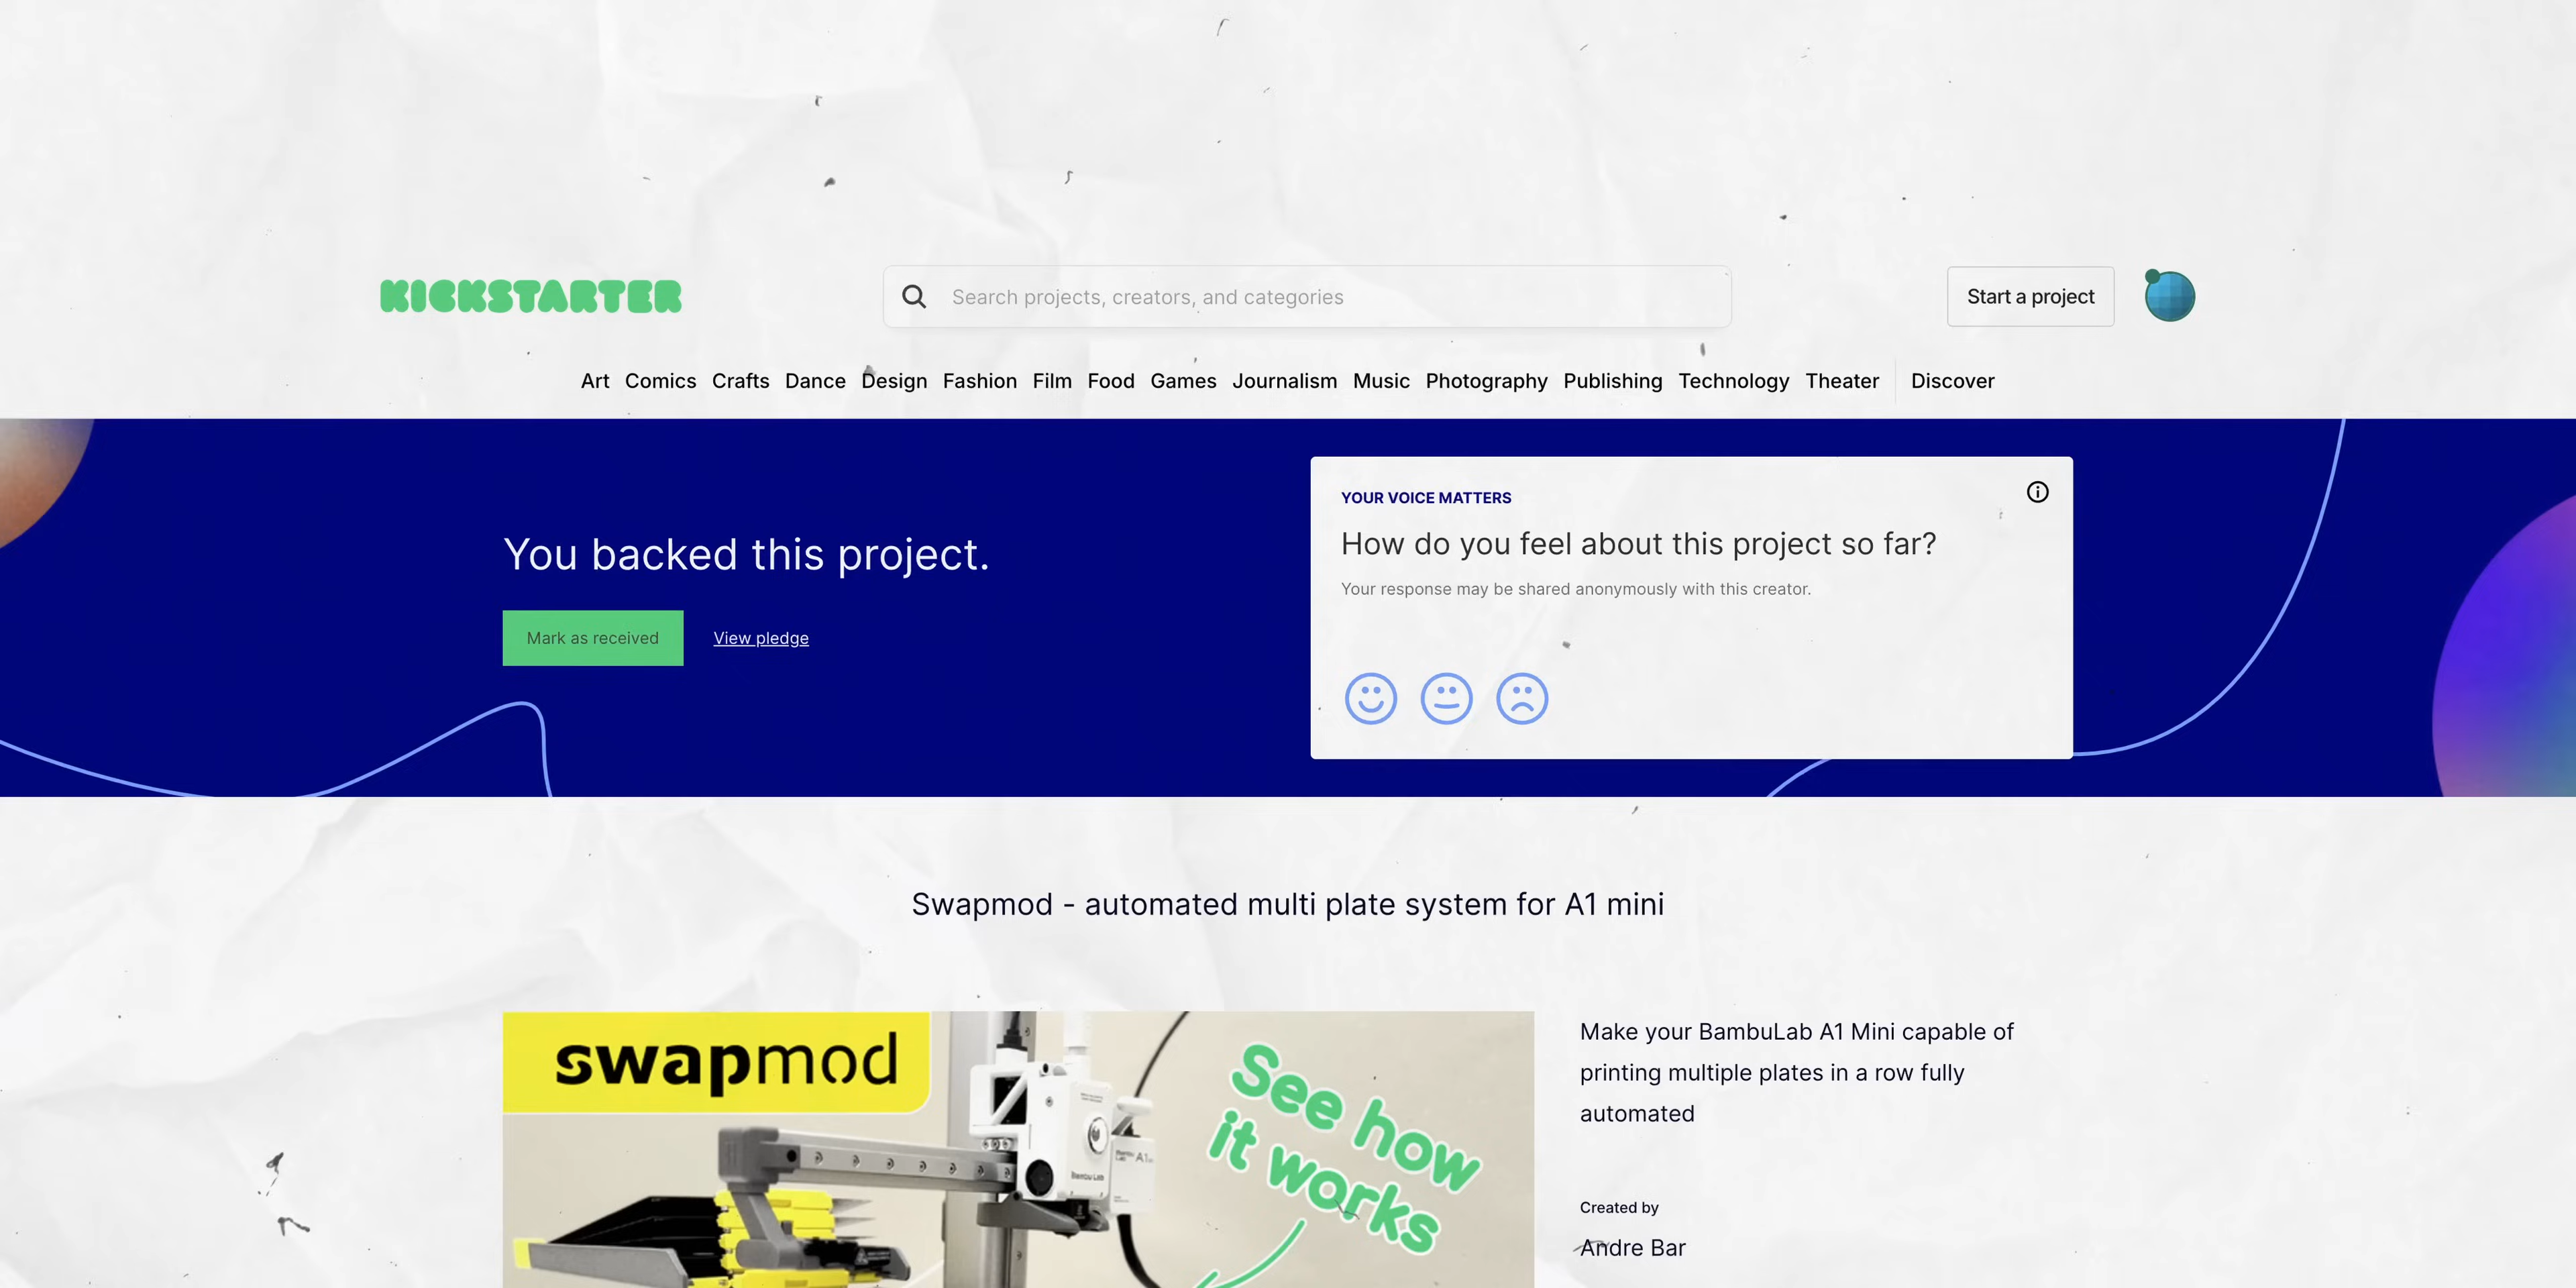 KICKSTARTER
Search projects, creators, and categories
Start a project
Art Comics Crafts Dance Design Fashion Film Food Games Journalism Music Photography Publishing Technology Theater Discover
You backed this project.
Mark as received View pledge
YOUR VOICE MATTERS
How do you feel about this project so far?
Your response may be shared anonymously with this creator.
Swapmod - automated multi plate system for A1 mini
swapmod
See how
it works
Bambu Lab
A1
Make your BambuLab A1 Mini capable of
printing multiple plates in a row fully
automated
Created by
Andre Bar